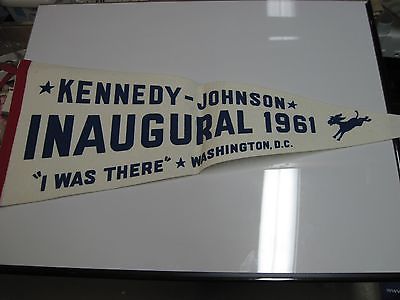 ★ KENNEDY-JOHNSON ★
INAUGURAL 1961
"I WAS THERE" ★ WASHINGTON, D.C.